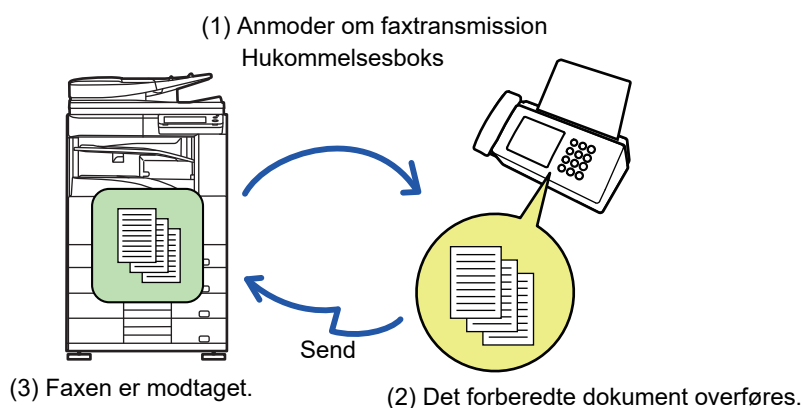 (1) Anmoder om faxtransmission
Hukommelsesboks
Send
(3) Faxen er modtaget.
(2) Det forberedte dokument overføres.